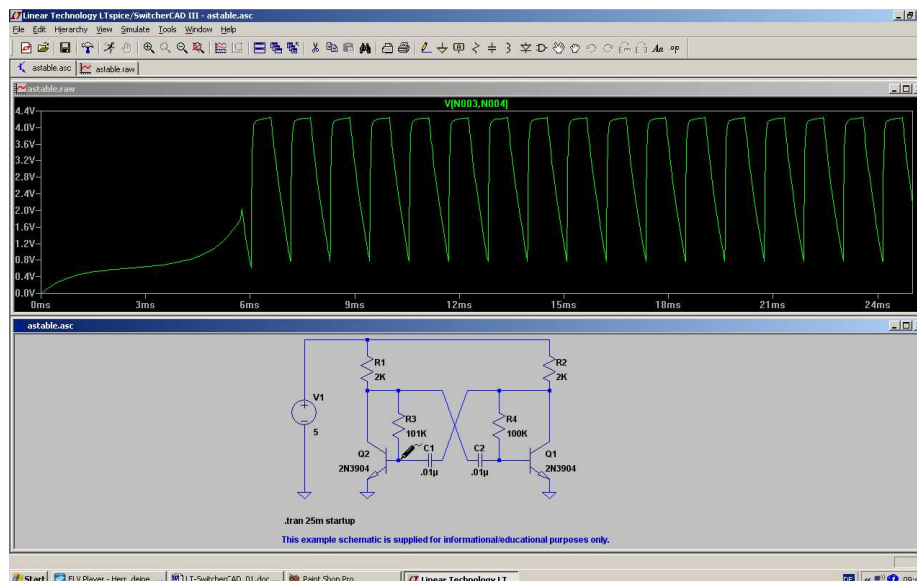 Linear Technology LTspice/SwitcherCAD III - astable.asc
File Edit Hierarchy View Simulate Tools Window Help
astable.asc astable.raw
astable.raw
V(N003,N004)
4.4V
4.0V
3.6V
3.2V
2.8V
2.4V
2.0V
1.6V
1.2V
0.8V
0.4V
0.0V
0ms 3ms 6ms 9ms 12ms 15ms 18ms 21ms 24ms
astable.asc
R1
2K
R2
2K
V1
5
R3
101K
R4
100K
C1
.01µ
C2
.01µ
Q2
2N3904
Q1
2N3904
.tran 25m startup
This example schematic is supplied for informational/educational purposes only.
Start ELV Player - Herr, deine ... LT-SwitcherCAD_01.doc ... Paint Shop Pro Linear Technology LT... DE